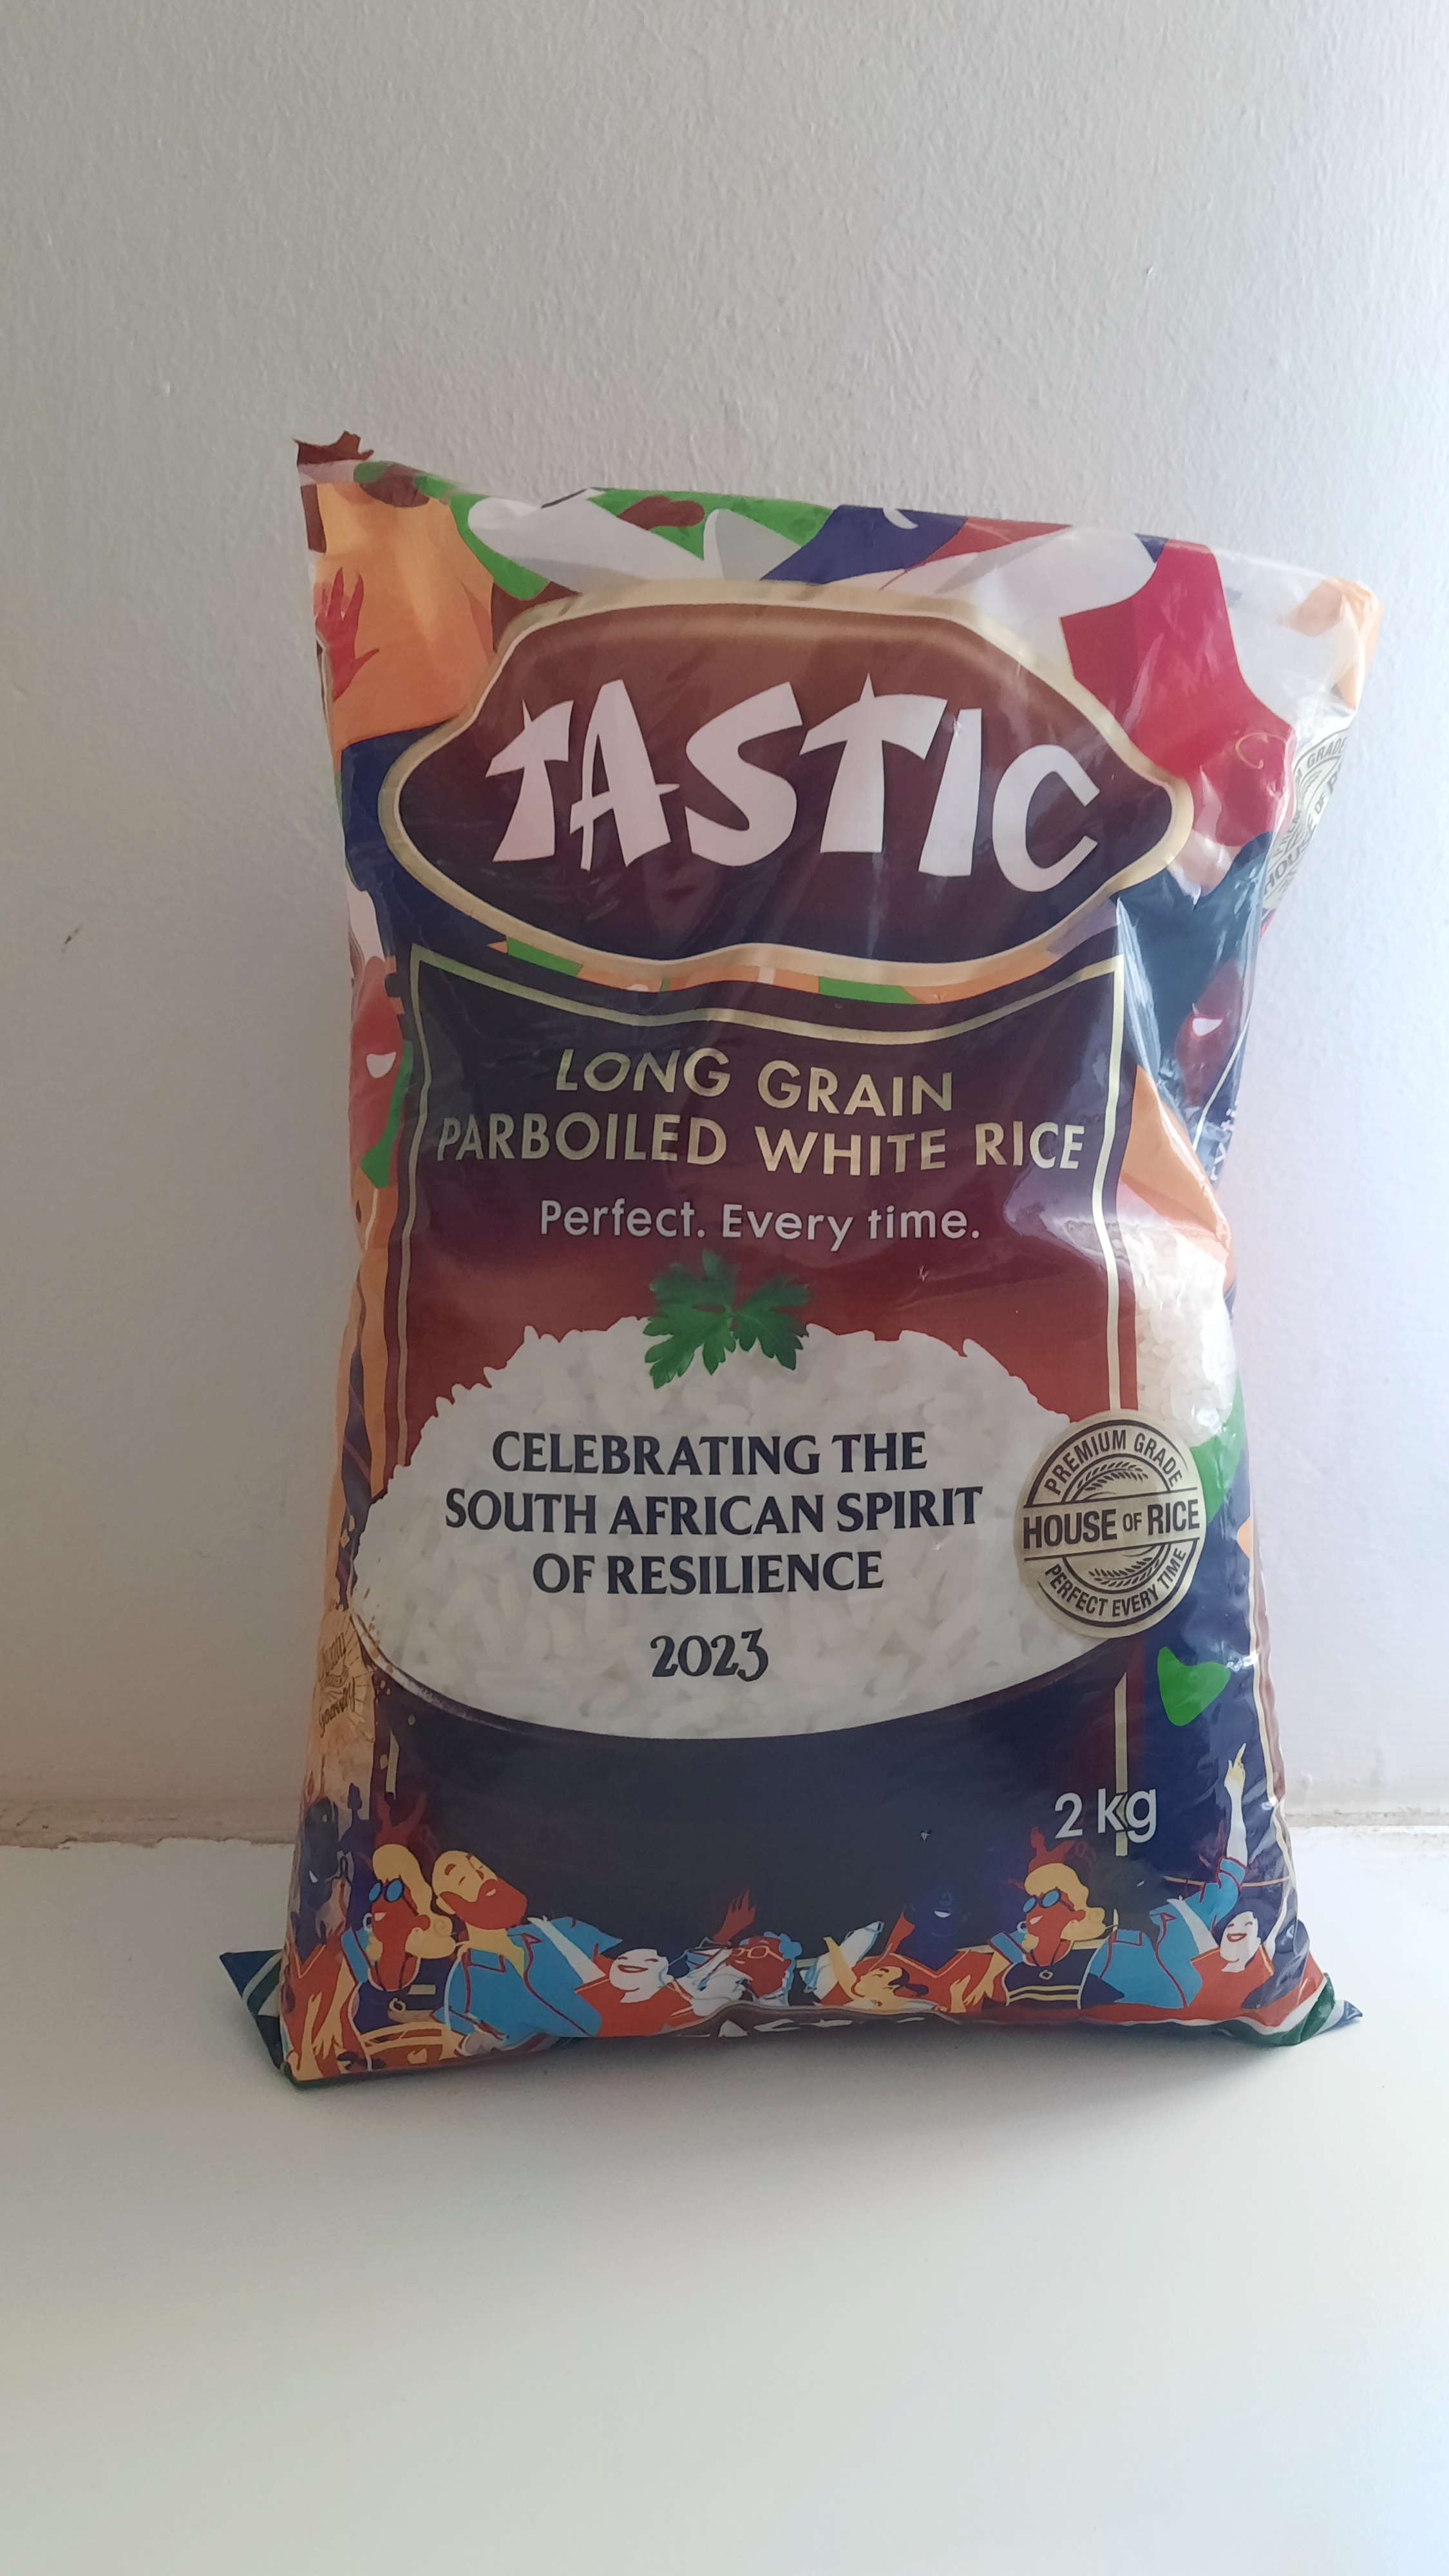 TASTIC
LONG GRAIN
PARBOILED WHITE RICE
Perfect. Every time.
CELEBRATING THE
SOUTH AFRICAN SPIRIT
OF RESILIENCE
2023
PREMIUM GRADE
HOUSE OF RICE
PERFECT EVERY TIME
2 kg